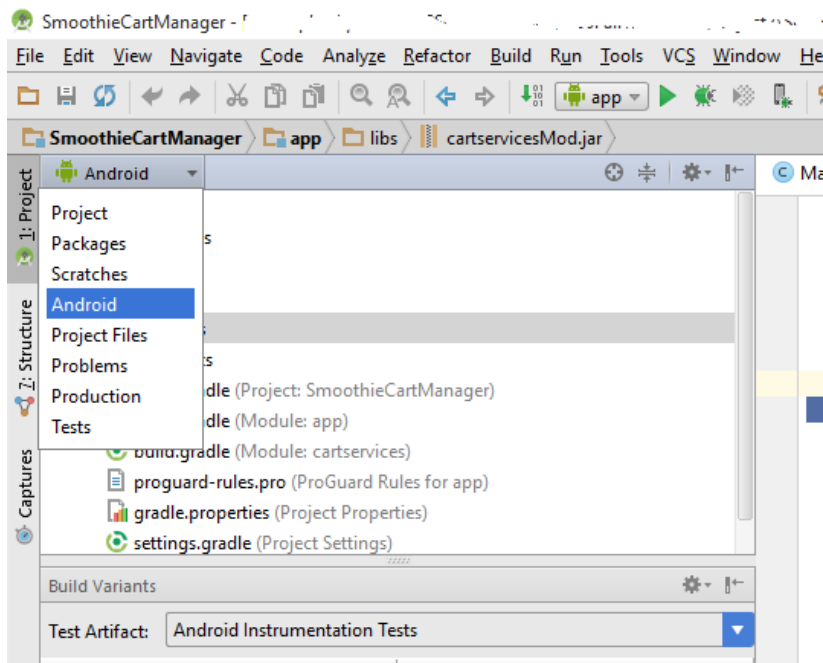 SmoothieCartManager -
File Edit View Navigate Code Analyze Refactor Build Run Tools VCS Window He
app
SmoothieCartManager app libs cartservicesMod.jar
1: Project
Android
Ma
Project
Packages
s
Scratches
Android
Project Files
Problems
s
Production
dle (Project: SmoothieCartManager)
Tests
dle (Module: app)
build.gradle (Module: cartservices)
proguard-rules.pro (ProGuard Rules for app)
gradle.properties (Project Properties)
settings.gradle (Project Settings)
7: Structure
Captures
Build Variants
Test Artifact: Android Instrumentation Tests